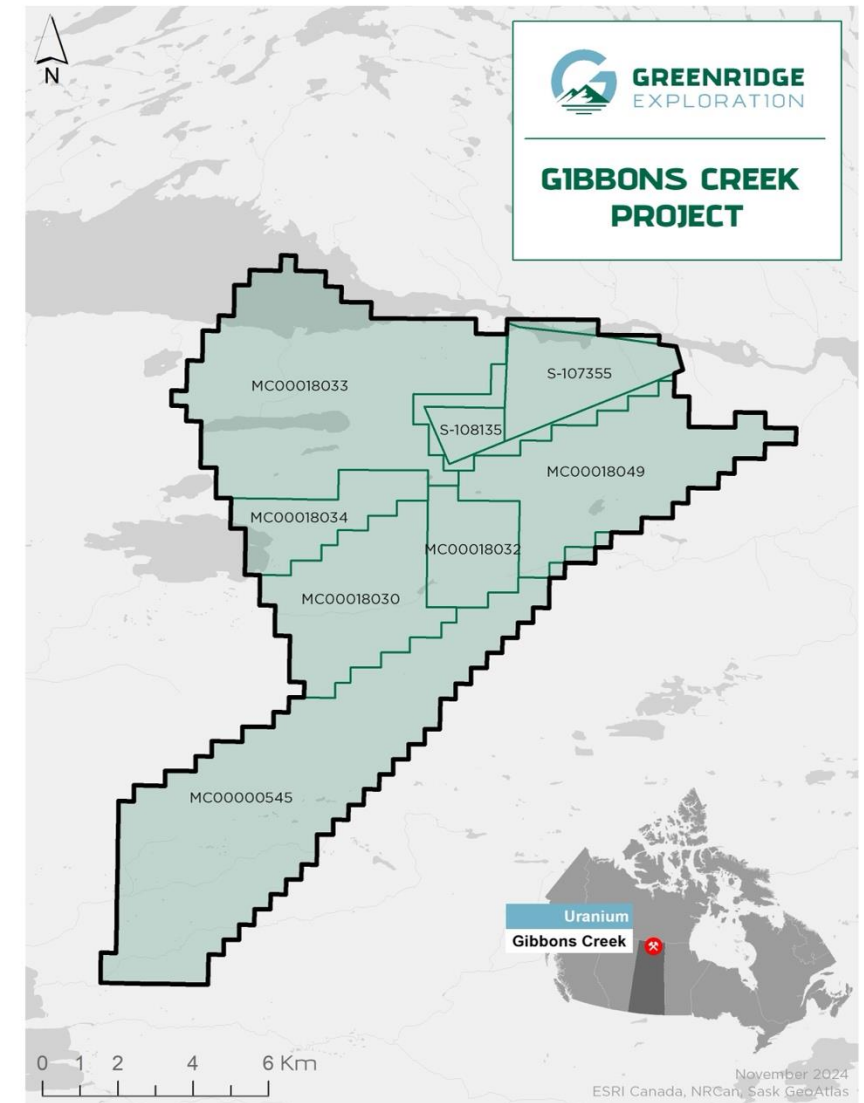 N
GREENRIDGE
EXPLORATION
GIBBONS CREEK
PROJECT
MC00018033
S-107355
S-108135
MC00018049
MC00018034
MC00018032
MC00018030
MC00000545
Uranium
Gibbons Creek
0 1 2 4 6 Km
November 2024
ESRI Canada, NRCan, Sask GeoAtlas